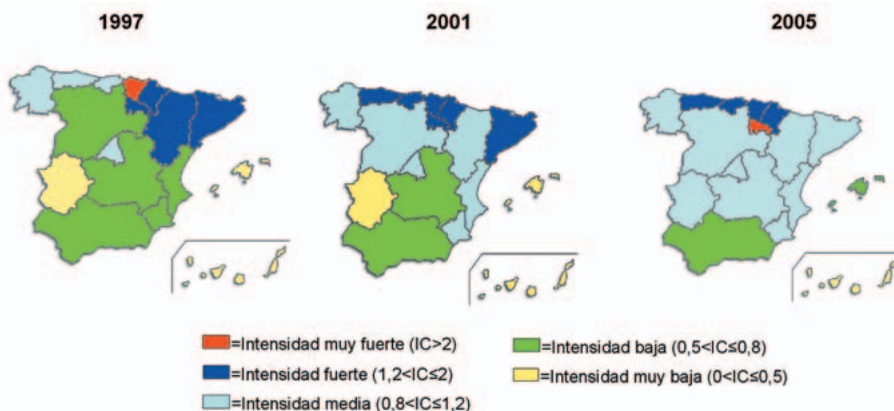 1997
2001
2005
=Intensidad muy fuerte (IC>2)
=Intensidad fuerte (1,2<IC≤2)
=Intensidad media (0,8<IC≤1,2)
=Intensidad baja (0,5<IC≤0,8)
=Intensidad muy baja (0<IC≤0,5)